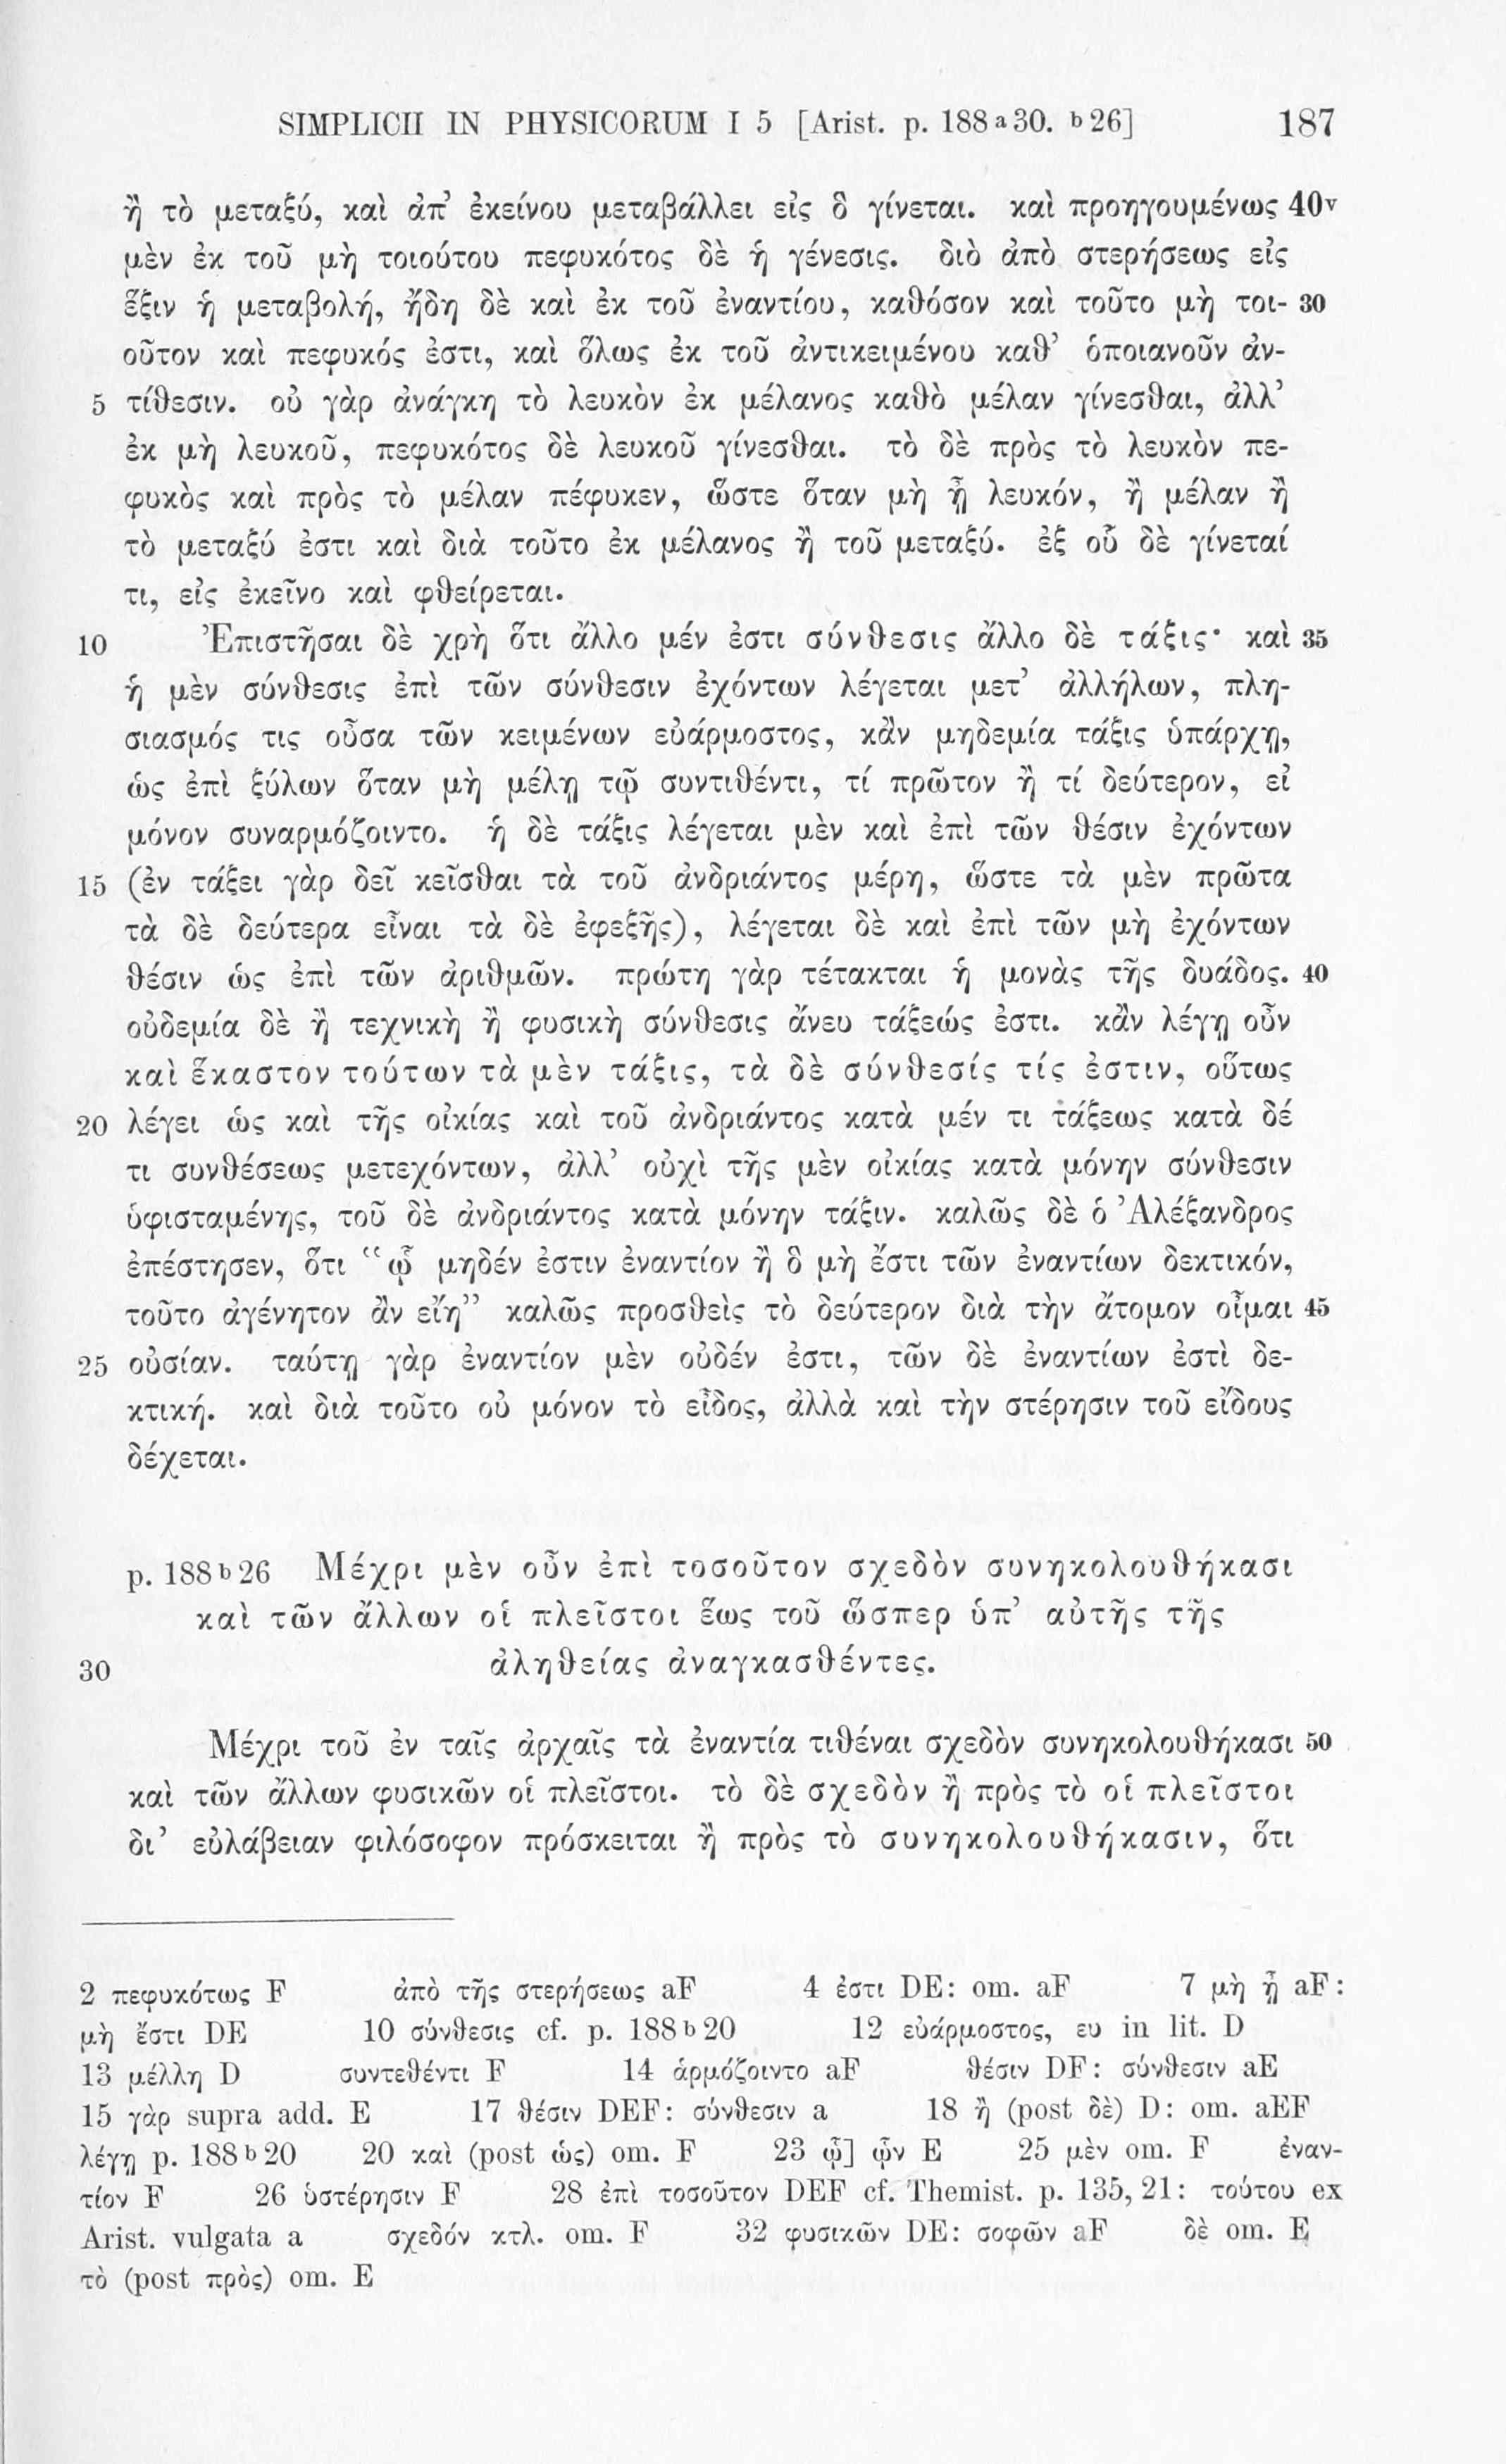 SIMPLICII IN PHYSICORUM I 5 [Arist. p. 188 a 30. b 26] 187
ἢ τὸ μεταξύ, καὶ ἀπ’ ἐκείνου μεταβάλλει εἰς ὃ γίνεται. καὶ προηγουμένως 40v
μὲν ἐκ τοῦ μὴ τοιούτου πεφυκότος δὲ ἡ γένεσις. διὸ ἀπὸ στερήσεως εἰς
ἕξιν ἡ μεταβολή, ἤδη δὲ καὶ ἐκ τοῦ ἐναντίου, καθόσον καὶ τοῦτο μὴ τοι- 30
οῦτον καὶ πεφυκός ἐστι, καὶ ὅλως ἐκ τοῦ ἀντικειμένου καθ’ ὁποιανοῦν ἀν-
5 τίθεσιν. οὐ γὰρ ἀνάγκη τὸ λευκὸν ἐκ μέλανος καθὸ μέλαν γίνεσθαι, ἀλλ’
ἐκ μὴ λευκοῦ, πεφυκότος δὲ λευκοῦ γίνεσθαι. τὸ δὲ πρὸς τὸ λευκὸν πε-
φυκὸς καὶ πρὸς τὸ μέλαν πέφυκεν, ὥστε ὅταν μὴ ᾖ λευκόν, ἢ μέλαν ἢ
τὸ μεταξύ ἐστι καὶ διὰ τοῦτο ἐκ μέλανος ἢ τοῦ μεταξύ. ἐξ οὗ δὲ γίνεταί
τι, εἰς ἐκεῖνο καὶ φθείρεται.
10 Ἐπιστῆσαι δὲ χρὴ ὅτι ἄλλο μέν ἐστι σύνθεσις ἄλλο δὲ τάξις· καὶ 35
ἡ μὲν σύνθεσις ἐπὶ τῶν σύνθεσιν ἐχόντων λέγεται μετ’ ἀλλήλων, πλη-
σιασμός τις οὖσα τῶν κειμένων εὐάρμοστος, κἂν μηδεμία τάξις ὑπάρχῃ,
ὡς ἐπὶ ξύλων ὅταν μὴ μέλῃ τῷ συντιθέντι, τί πρῶτον ἢ τί δεύτερον, εἰ
μόνον συναρμόζοιντο. ἡ δὲ τάξις λέγεται μὲν καὶ ἐπὶ τῶν θέσιν ἐχόντων
15 (ἐν τάξει γὰρ δεῖ κεῖσθαι τὰ τοῦ ἀνδριάντος μέρη, ὥστε τὰ μὲν πρῶτα
τὰ δὲ δεύτερα εἶναι τὰ δὲ ἐφεξῆς), λέγεται δὲ καὶ ἐπὶ τῶν μὴ ἐχόντων
θέσιν ὡς ἐπὶ τῶν ἀριθμῶν. πρώτη γὰρ τέτακται ἡ μονὰς τῆς δυάδος. 40
οὐδεμία δὲ ἢ τεχνικὴ ἢ φυσικὴ σύνθεσις ἄνευ τάξεώς ἐστι. κἂν λέγῃ οὖν
καὶ ἕκαστον τούτων τὰ μὲν τάξις, τὰ δὲ σύνθεσίς τίς ἐστιν, οὕτως
20 λέγει ὡς καὶ τῆς οἰκίας καὶ τοῦ ἀνδριάντος κατὰ μέν τι τάξεως κατὰ δέ
τι συνθέσεως μετεχόντων, ἀλλ’ οὐχὶ τῆς μὲν οἰκίας κατὰ μόνην σύνθεσιν
ὑφισταμένης, τοῦ δὲ ἀνδριάντος κατὰ μόνην τάξιν. καλῶς δὲ ὁ Ἀλέξανδρος
ἐπέστησεν, ὅτι “ᾧ μηδέν ἐστιν ἐναντίον ἢ ὃ μὴ ἔστι τῶν ἐναντίων δεκτικόν,
τοῦτο ἀγένητον ἂν εἴη” καλῶς προσθεὶς τὸ δεύτερον διὰ τὴν ἄτομον οἶμαι 45
25 οὐσίαν. ταύτῃ γὰρ ἐναντίον μὲν οὐδέν ἐστι, τῶν δὲ ἐναντίων ἐστὶ δε-
κτική. καὶ διὰ τοῦτο οὐ μόνον τὸ εἶδος, ἀλλὰ καὶ τὴν στέρησιν τοῦ εἴδους
δέχεται.
p. 188 b 26 Μέχρι μὲν οὖν ἐπὶ τοσοῦτον σχεδὸν συνηκολουθήκασι
καὶ τῶν ἄλλων οἱ πλεῖστοι ἕως τοῦ ὥσπερ ὑπ’ αὐτῆς τῆς
30 ἀληθείας ἀναγκασθέντες.
Μέχρι τοῦ ἐν ταῖς ἀρχαῖς τὰ ἐναντία τιθέναι σχεδὸν συνηκολουθήκασι 50
καὶ τῶν ἄλλων φυσικῶν οἱ πλεῖστοι. τὸ δὲ σχεδὸν ἢ πρὸς τὸ οἱ πλεῖστοι
δι’ εὐλάβειαν φιλόσοφον πρόσκειται ἢ πρὸς τὸ συνηκολουθήκασιν, ὅτι
2 πεφυκότως F ἀπὸ τῆς στερήσεως aF 4 ἐστι DE: om. aF 7 μὴ ᾖ aF:
μὴ ἔστι DE 10 σύνθεσις cf. p. 188 b 20 12 εὐάρμοστος, ευ in lit. D
13 μέλλη D συντεθέντι F 14 ἁρμόζοιντο aF θέσιν DF: σύνθεσιν aE
15 γὰρ supra add. E 17 θέσιν DEF: σύνθεσιν a 18 ἢ (post δὲ) D: om. aEF
λέγῃ p. 188 b 20 20 καὶ (post ὡς) om. F 23 ᾧ] ᾧν E 25 μὲν om. F ἐναν-
τίον F 26 ὑστέρησιν F 28 ἐπὶ τοσοῦτον DEF cf. Themist. p. 135, 21: τούτου ex
Arist. vulgata a σχεδόν κτλ. om. F 32 φυσικῶν DE: σοφῶν aF δὲ om. E
τὸ (post πρὸς) om. E